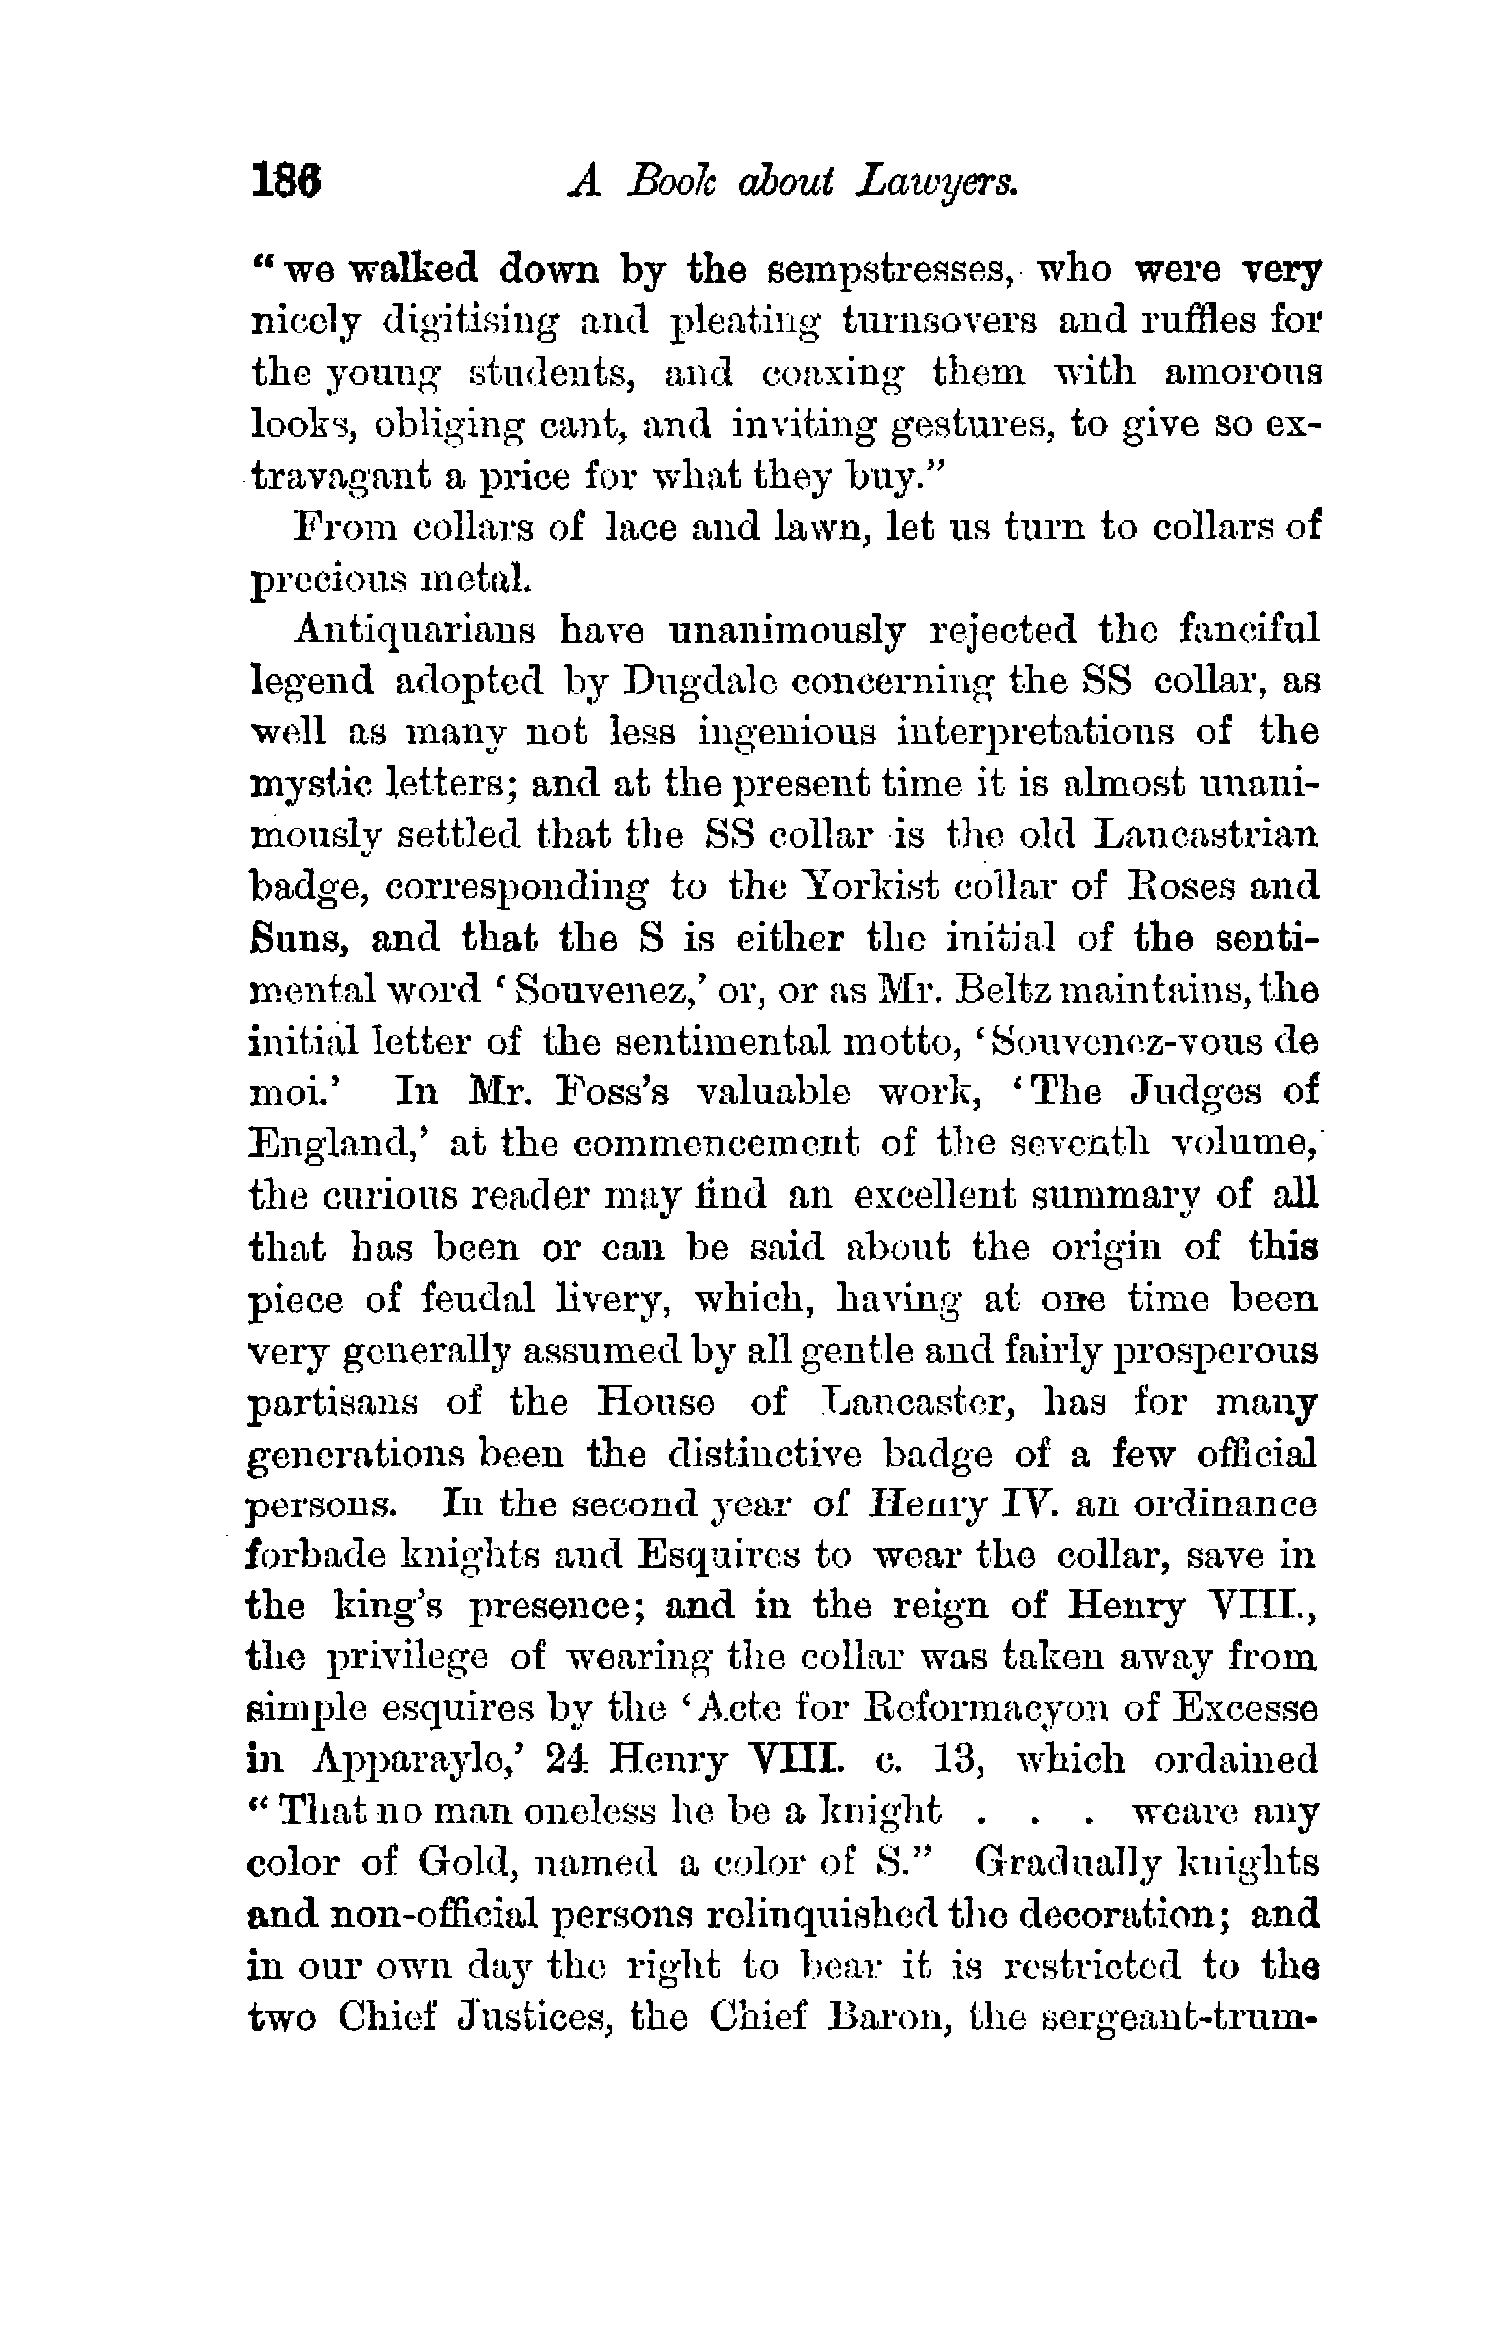 186 A Book about Lawyers.
“we walked down by the sempstresses, who were very
nicely digitising and pleating turnsovers and ruffles for
the young students, and coaxing them with amorous
looks, obliging cant, and inviting gestures, to give so ex-
travagant a price for what they buy.”
From collars of lace and lawn, let us turn to collars of
precious metal.
Antiquarians have unanimously rejected the fanciful
legend adopted by Dugdale concerning the SS collar, as
well as many not less ingenious interpretations of the
mystic letters; and at the present time it is almost unani-
mously settled that the SS collar is the old Lancastrian
badge, corresponding to the Yorkist collar of Roses and
Suns, and that the S is either the initial of the senti-
mental word ‘Souvenez,’ or, or as Mr. Beltz maintains, the
initial letter of the sentimental motto, ‘Souvenez-vous de
moi.’ In Mr. Foss’s valuable work, ‘The Judges of
England,’ at the commencement of the seventh volume,
the curious reader may find an excellent summary of all
that has been or can be said about the origin of this
piece of feudal livery, which, having at one time been
very generally assumed by all gentle and fairly prosperous
partisans of the House of Lancaster, has for many
generations been the distinctive badge of a few official
persons. In the second year of Henry IV. an ordinance
forbade knights and Esquires to wear the collar, save in
the king’s presence; and in the reign of Henry VIII.,
the privilege of wearing the collar was taken away from
simple esquires by the ‘Acte for Reformacyon of Excesse
in Apparayle,’ 24 Henry VIII. c. 13, which ordained
“That no man oneless he be a knight . . . weare any
color of Gold, named a color of S.” Gradually knights
and non-official persons relinquished the decoration; and
in our own day the right to bear it is restricted to the
two Chief Justices, the Chief Baron, the sergeant-trum-